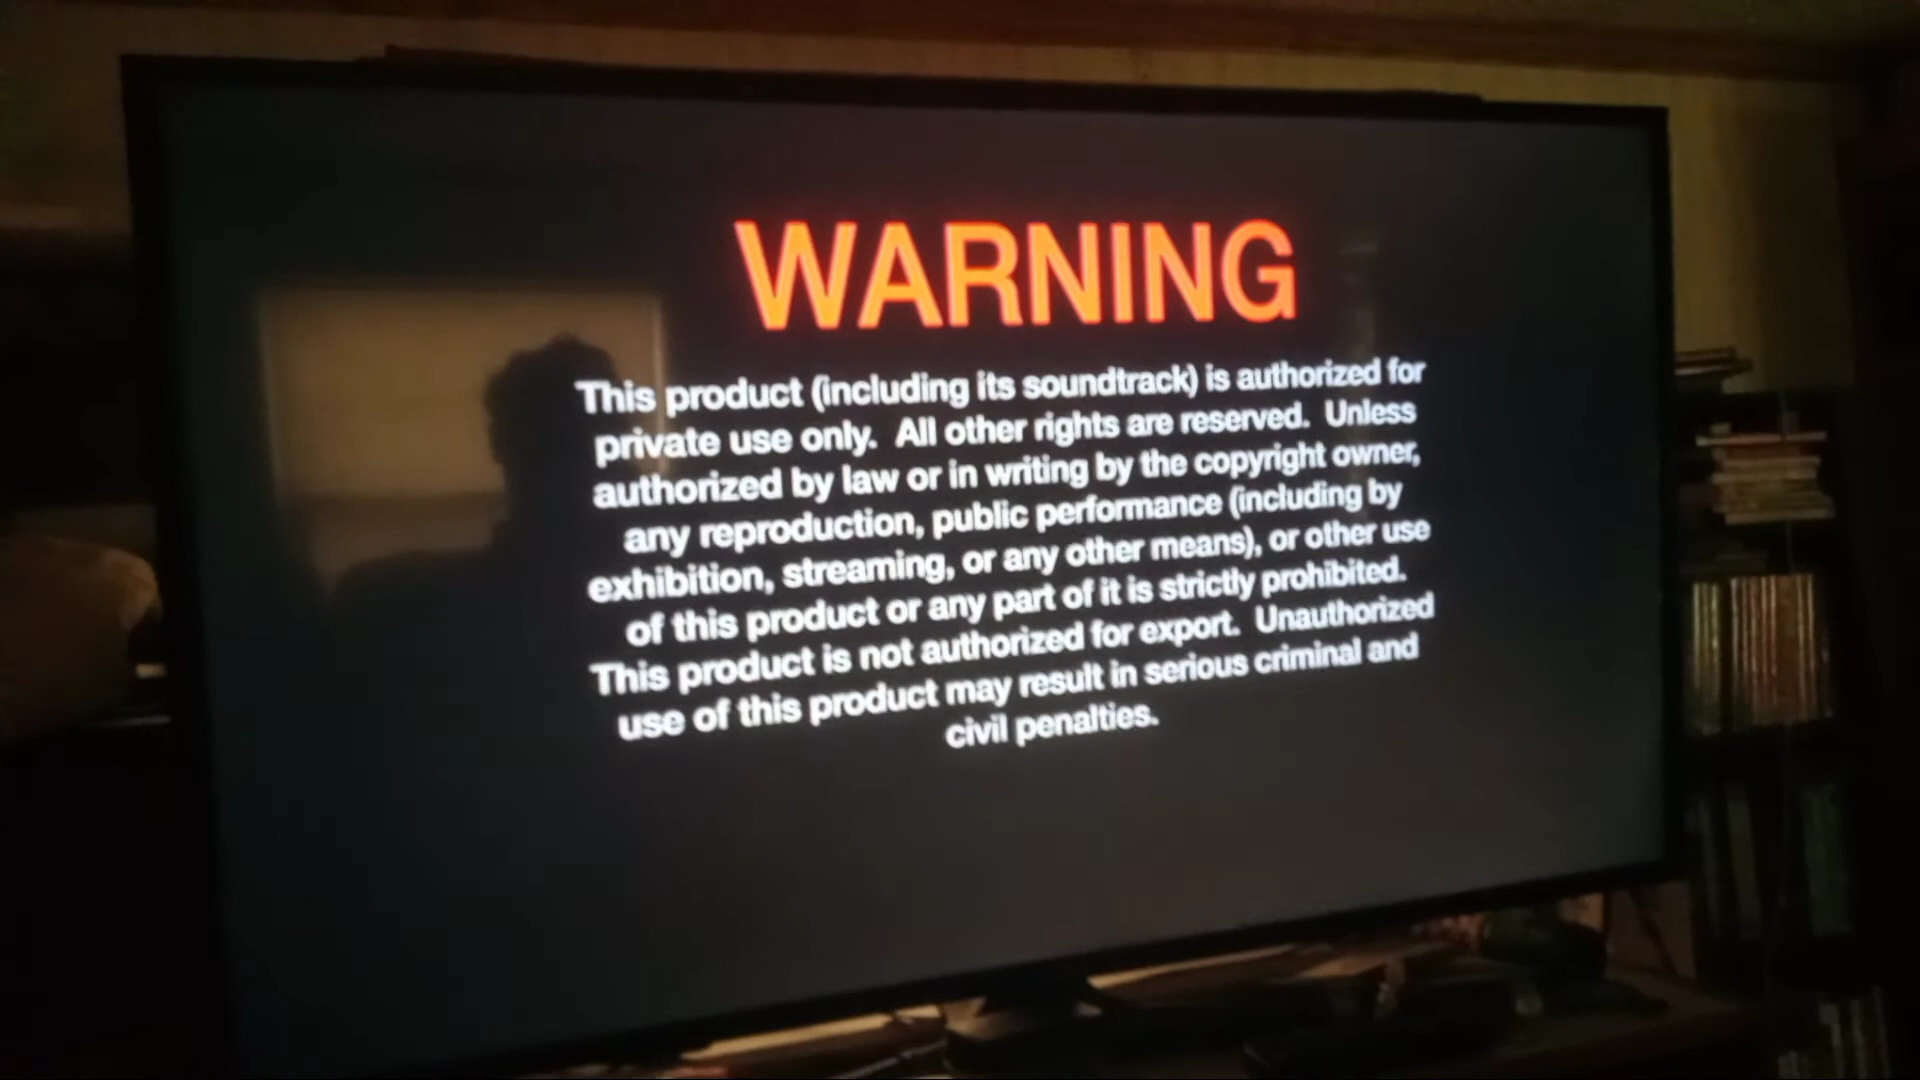 WARNING
This product (including its soundtrack) is authorized for
private use only.  All other rights are reserved.  Unless
authorized by law or in writing by the copyright owner,
any reproduction, public performance (including by
exhibition, streaming, or any other means), or other use
of this product or any part of it is strictly prohibited.
This product is not authorized for export.  Unauthorized
use of this product may result in serious criminal and
civil penalties.